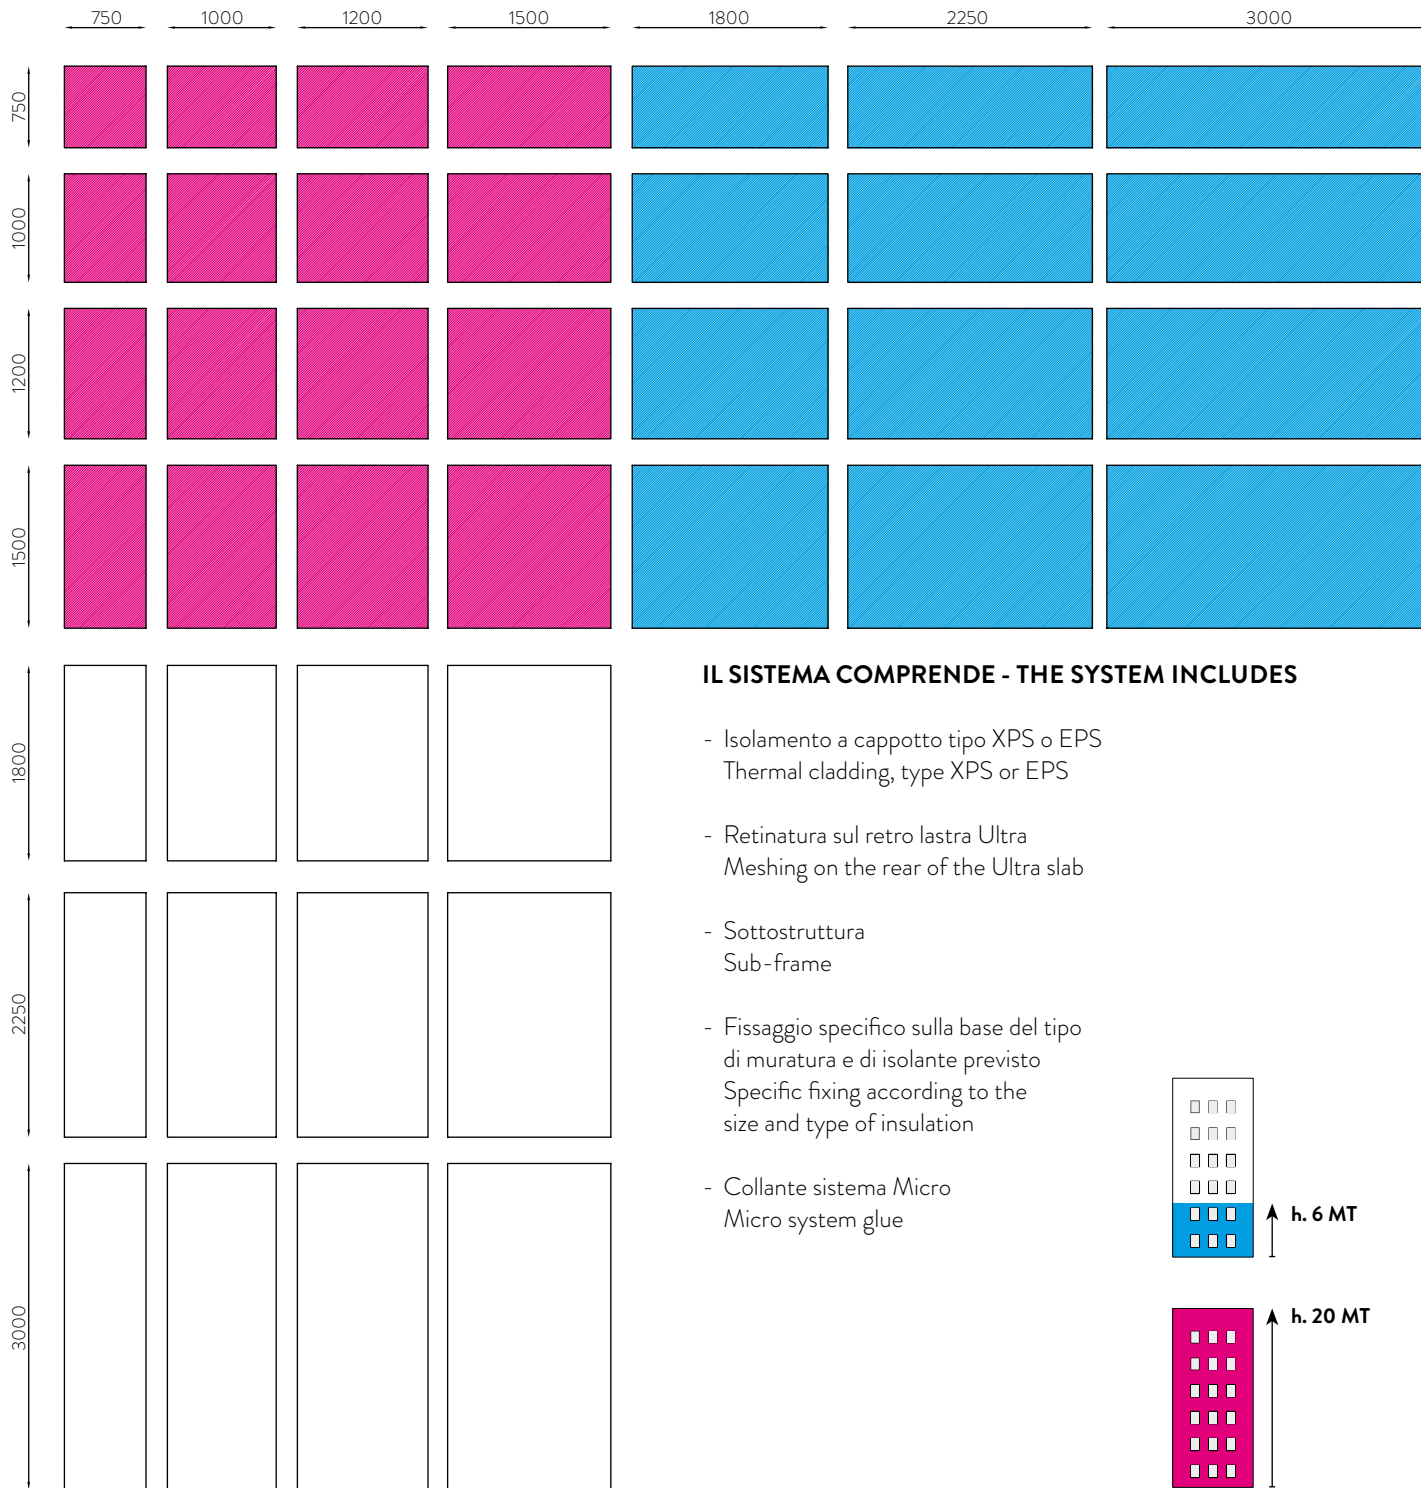 750 1000 1200 1500 1800 2250 3000
750
1000
1200
1500
1800
2250
3000
IL SISTEMA COMPRENDE - THE SYSTEM INCLUDES
- Isolamento a cappotto tipo XPS o EPS
Thermal cladding, type XPS or EPS
- Retinatura sul retro lastra Ultra
Meshing on the rear of the Ultra slab
- Sottostruttura
Sub-frame
- Fissaggio specifico sulla base del tipo
di muratura e di isolante previsto
Specific fixing according to the
size and type of insulation
- Collante sistema Micro
Micro system glue
h. 6 MT
h. 20 MT